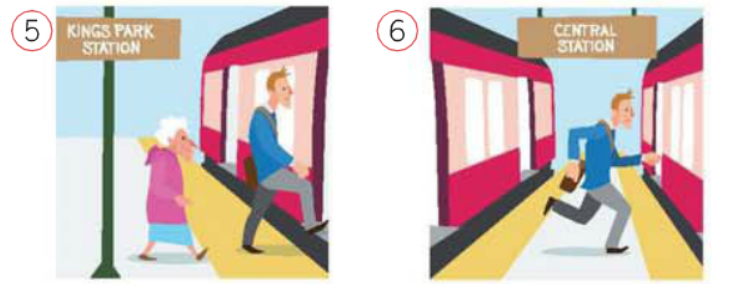 5
KINGS PARK
STATION
6
CENTRAL
STATION